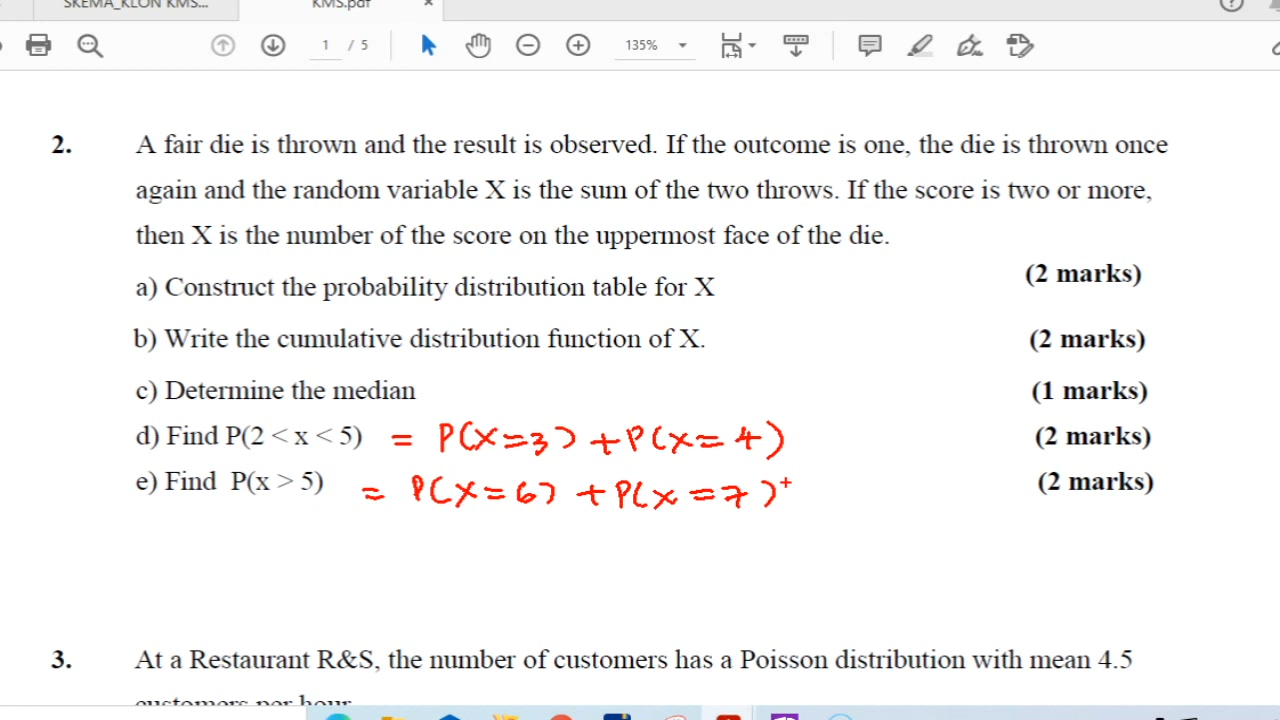 SKEMA_KLON KMS...
KMS.pdf
1 / 5
135%
2. A fair die is thrown and the result is observed. If the outcome is one, the die is thrown once
again and the random variable X is the sum of the two throws. If the score is two or more,
then X is the number of the score on the uppermost face of the die.
a) Construct the probability distribution table for X (2 marks)
b) Write the cumulative distribution function of X. (2 marks)
c) Determine the median (1 marks)
d) Find P(2 < x < 5) = P(X=3) + P(X=4) (2 marks)
e) Find P(x > 5) = P(X=6) + P(X=7) + (2 marks)
3. At a Restaurant R&S, the number of customers has a Poisson distribution with mean 4.5
customers per hour